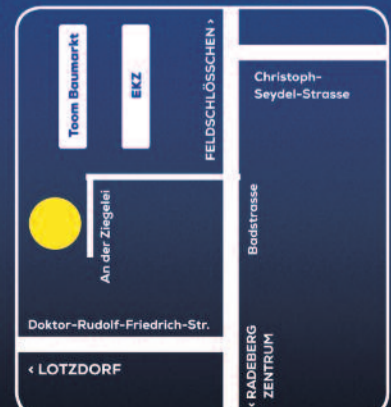 Toom Baumarkt
EKZ
FELDSCHLÖSSCHEN >
Christoph-
Seydel-Strasse
An der Ziegelei
Badstrasse
Doktor-Rudolf-Friedrich-Str.
< LOTZDORF
< RADEBERG
ZENTRUM